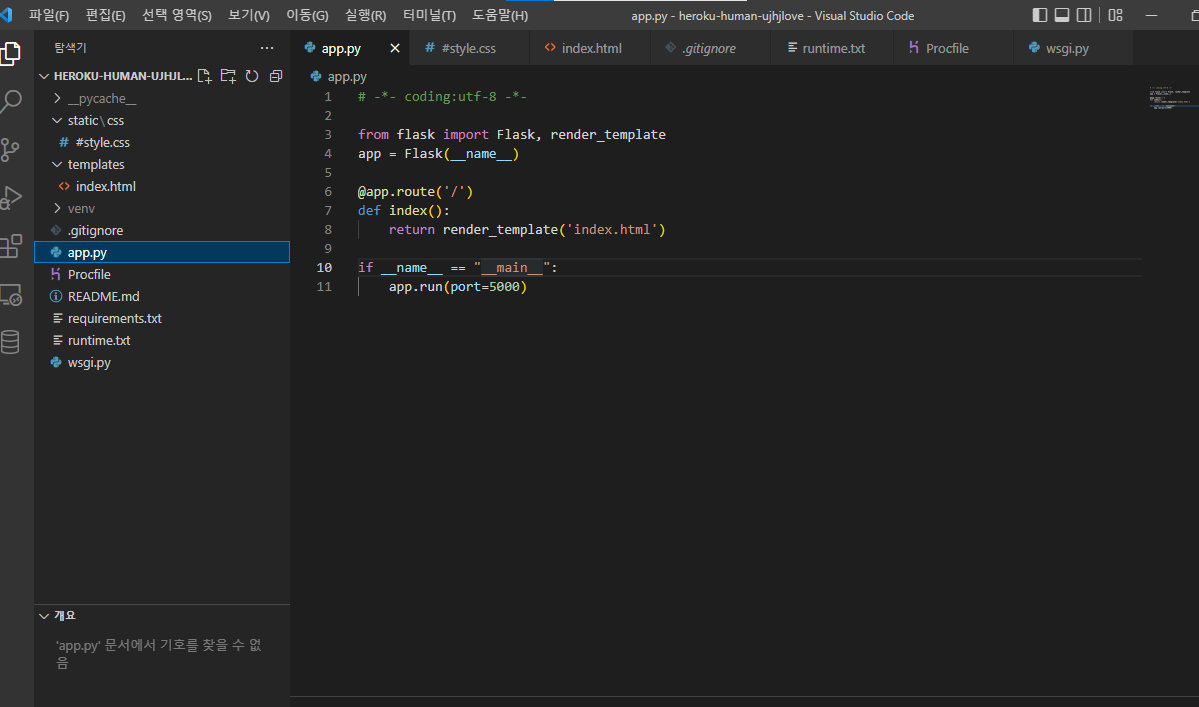 파일(F) 편집(E) 선택 영역(S) 보기(V) 이동(G) 실행(R) 터미널(T) 도움말(H) app.py - heroku-human-ujhjlove - Visual Studio Code
탐색기
HEROKU-HUMAN-UJHJL...
__pycache__
static\css
# #style.css
templates
<> index.html
venv
.gitignore
app.py
Procfile
README.md
requirements.txt
runtime.txt
wsgi.py
개요
'app.py' 문서에서 기호를 찾을 수 없
음
app.py # #style.css <> index.html .gitignore runtime.txt Procfile wsgi.py
app.py
1 # -*- coding:utf-8 -*-
2
3 from flask import Flask, render_template
4 app = Flask(__name__)
5
6 @app.route('/')
7 def index():
8     return render_template('index.html')
9
10 if __name__ == "__main__":
11     app.run(port=5000)